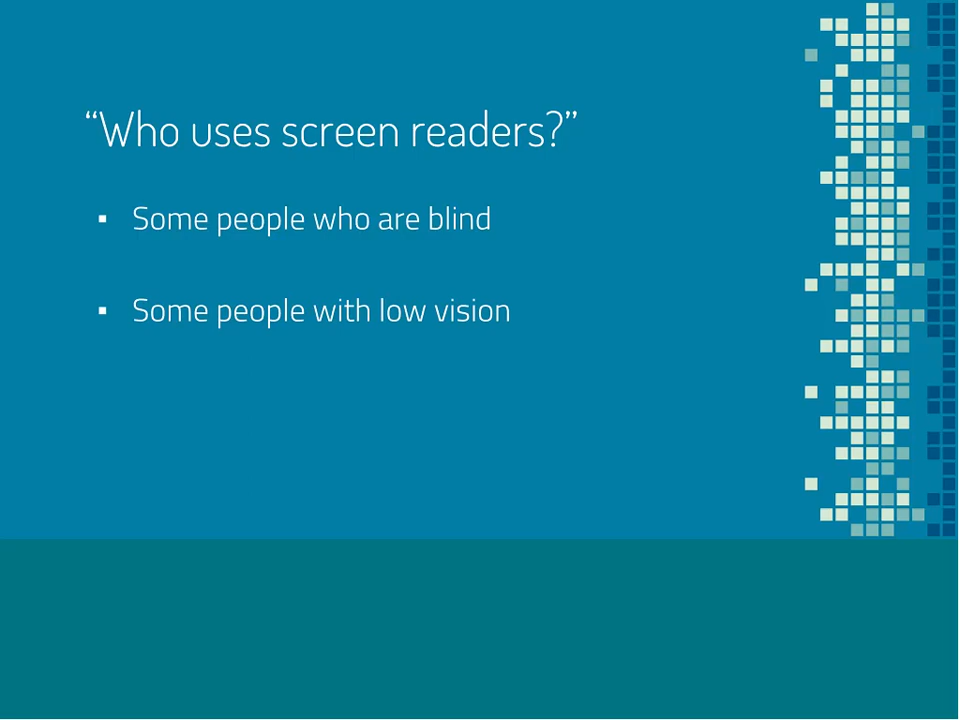 “Who uses screen readers?”
▪ Some people who are blind
▪ Some people with low vision